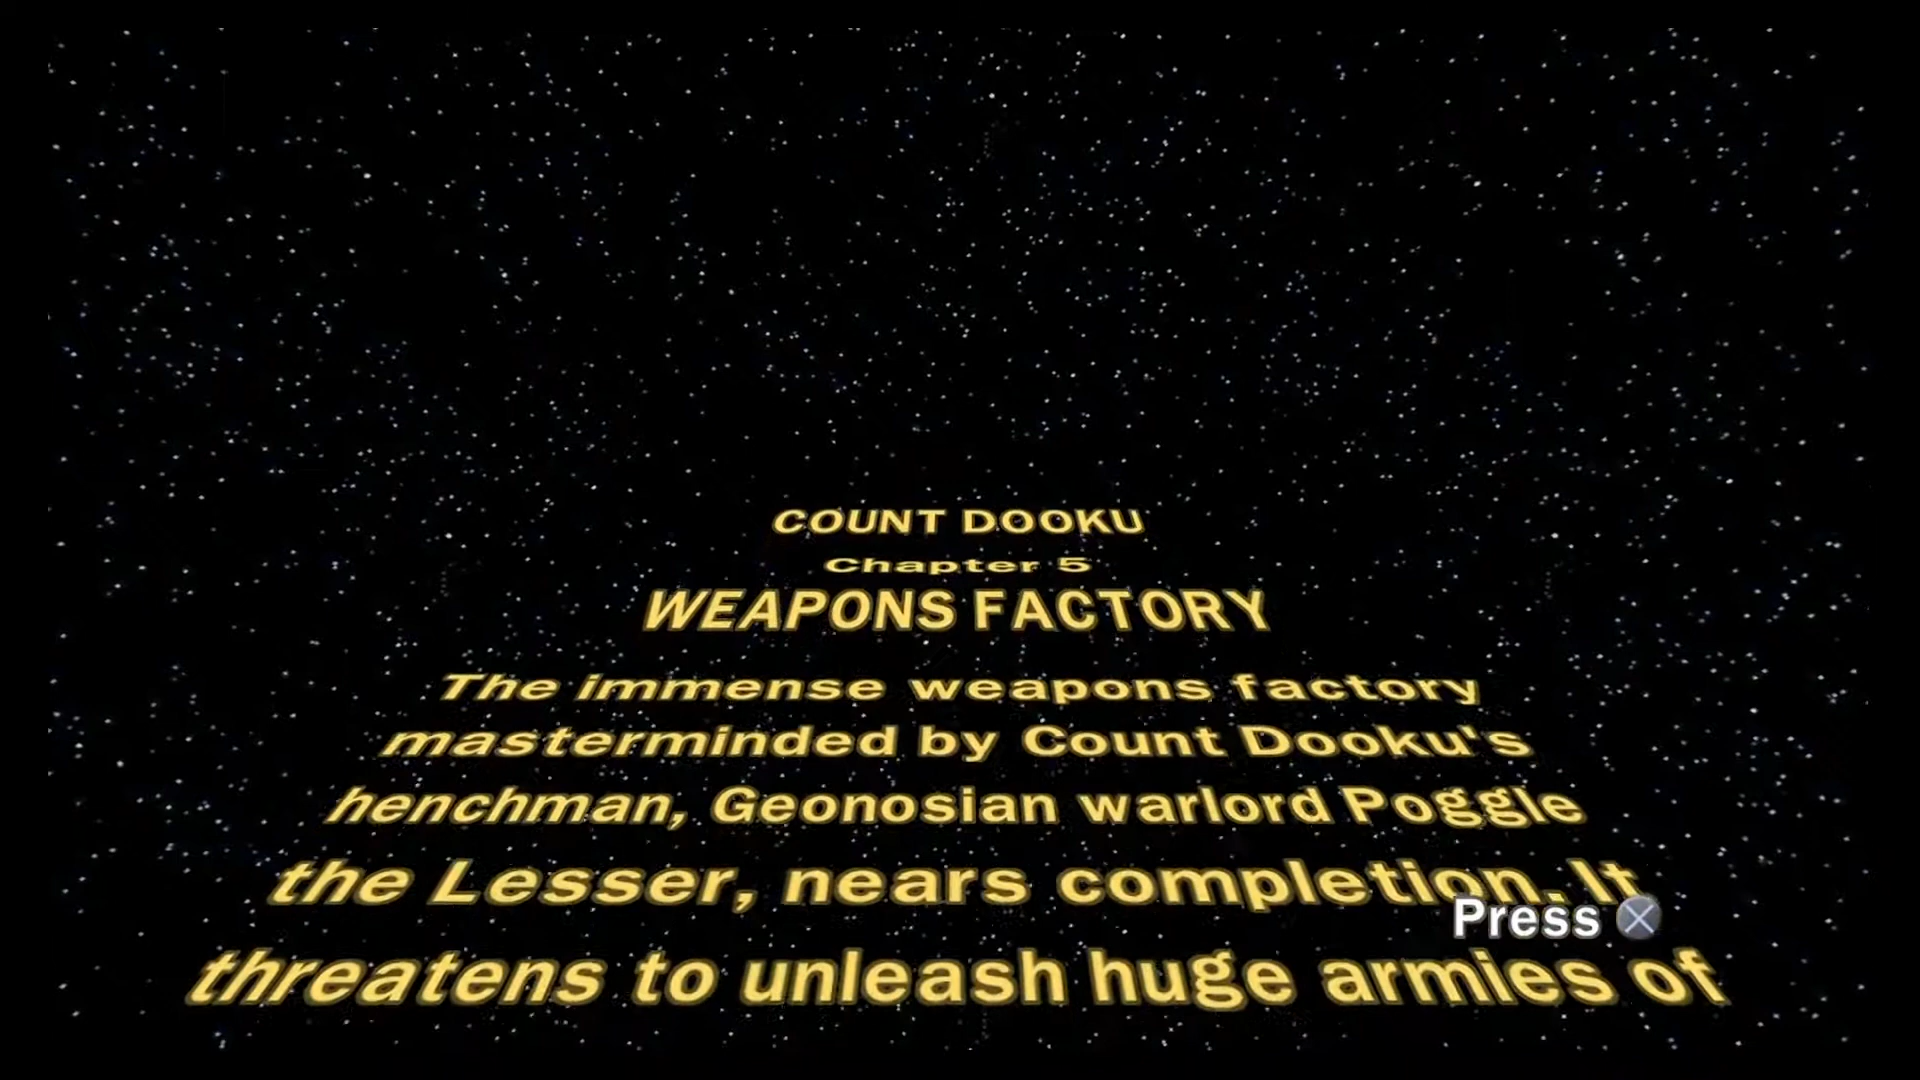 COUNT DOOKU
Chapter 5
WEAPONS FACTORY
The immense weapons factory
masterminded by Count Dooku's
henchman, Geonosian warlord Poggle
the Lesser, nears completion. It
Press
threatens to unleash huge armies of